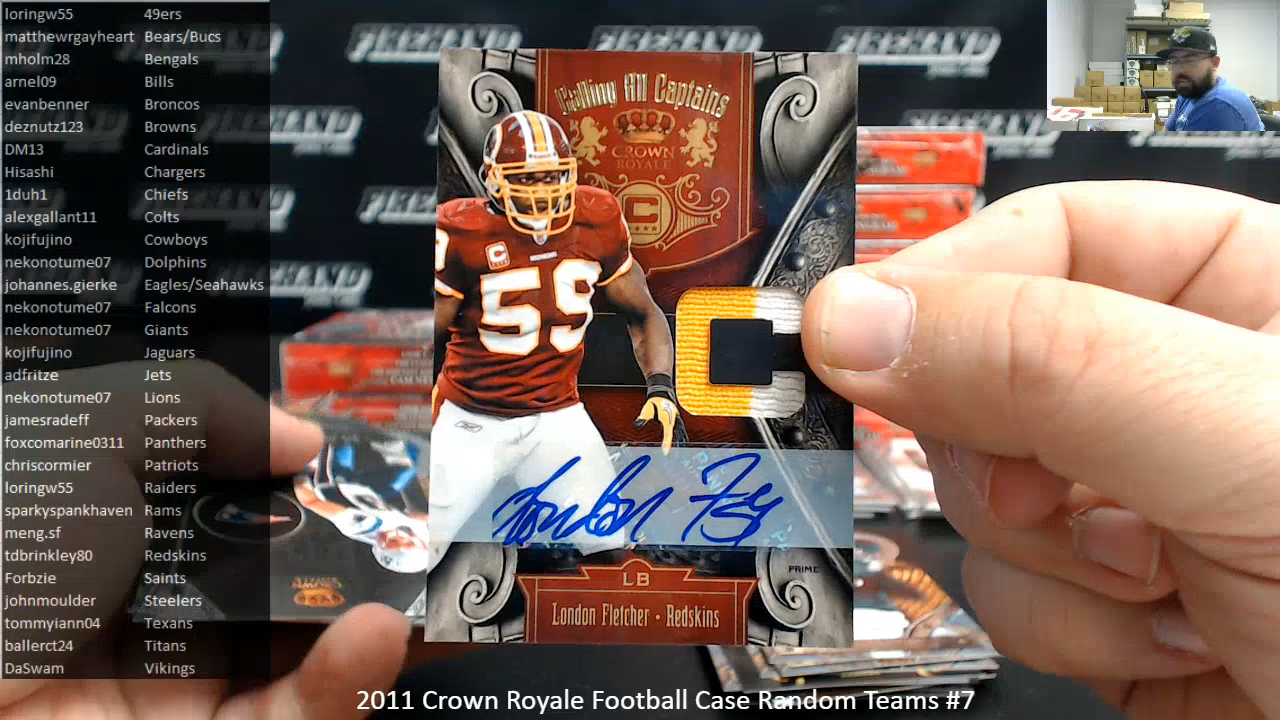 loringw55 49ers
matthewrgayheart Bears/Bucs
mholm28 Bengals
arnel09 Bills
evanbenner Broncos
deznutz123 Browns
DM13 Cardinals
Hisashi Chargers
1duh1 Chiefs
alexgallant11 Colts
kojifujino Cowboys
nekonotume07 Dolphins
johannes.gierke Eagles/Seahawks
nekonotume07 Falcons
nekonotume07 Giants
kojifujino Jaguars
adfritze Jets
nekonotume07 Lions
jamesradeff Packers
foxcomarine0311 Panthers
chriscormier Patriots
loringw55 Raiders
sparkyspankhaven Rams
meng.sf Ravens
tdbrinkley80 Redskins
Forbzie Saints
johnmoulder Steelers
tommyiann04 Texans
ballerct24 Titans
DaSwam Vikings
FIREHAND
FIREHAND
FIREHAND
Calling All Captains
CROWN
ROYALE
C
C
59
59
PRIME
LB
London Fletcher • Redskins
2011 Crown Royale Football Case Random Teams #7